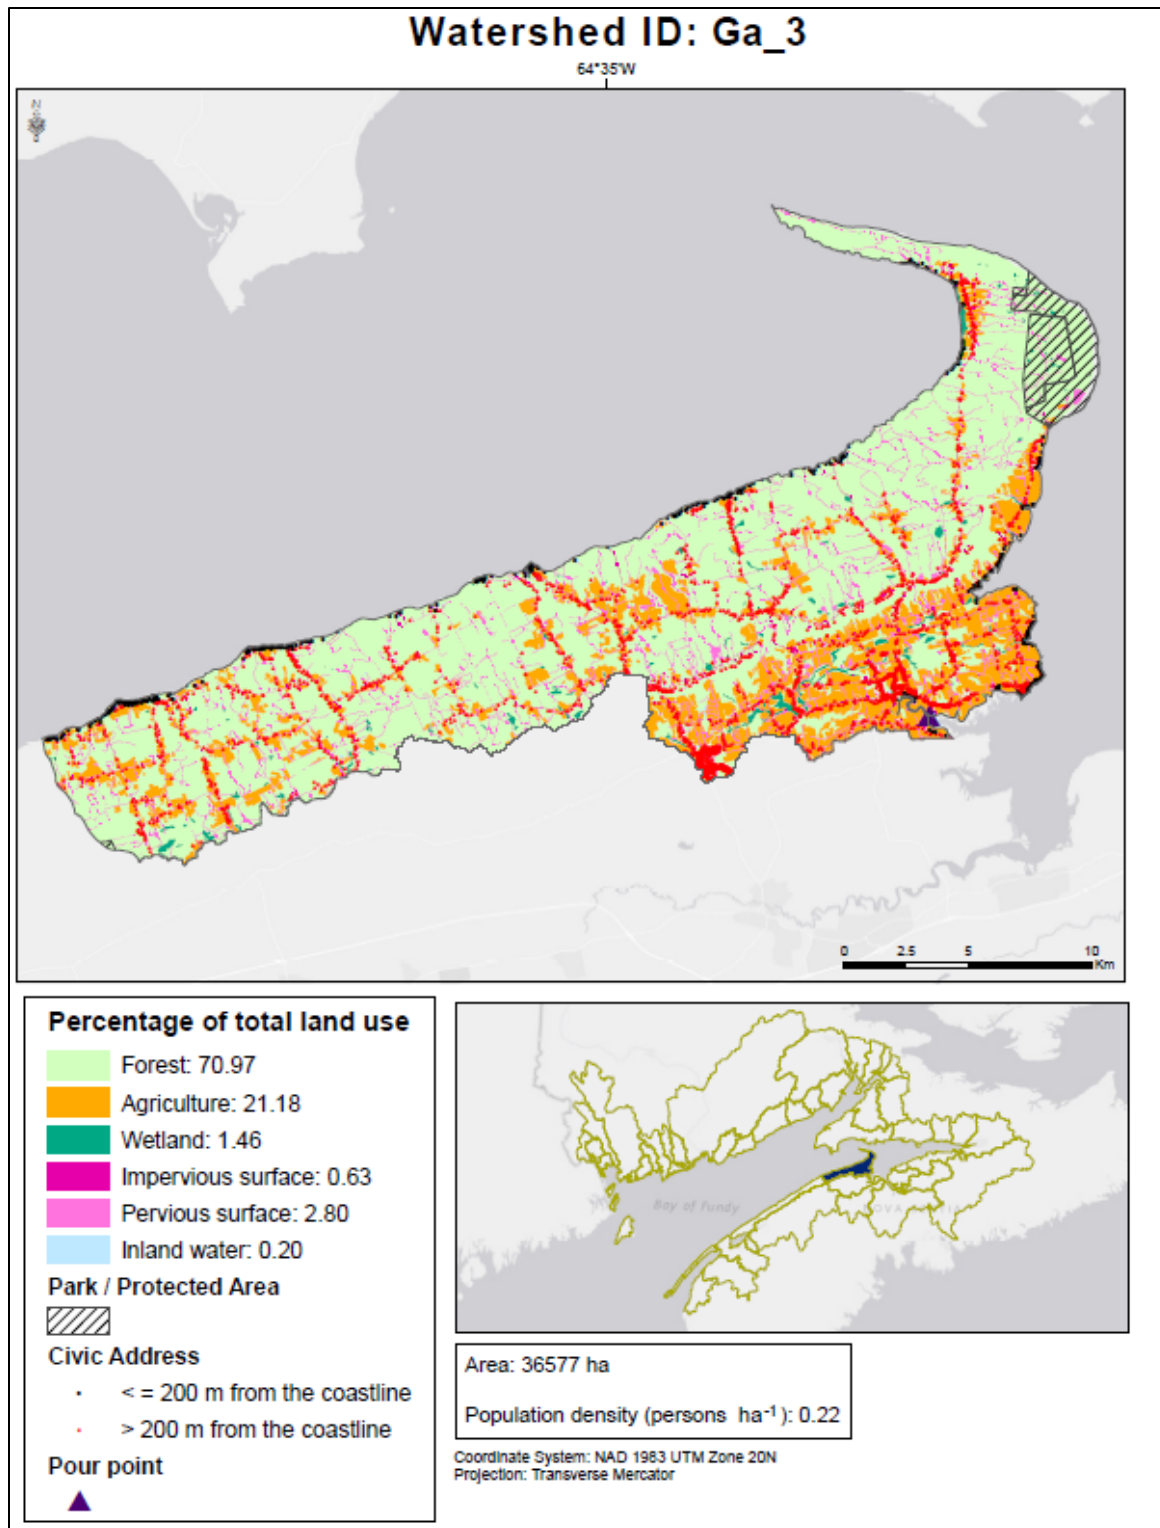 Watershed ID: Ga_3
64°35'W
N
0 2.5 5 10
Km
Percentage of total land use
Forest: 70.97
Agriculture: 21.18
Wetland: 1.46
Impervious surface: 0.63
Pervious surface: 2.80
Inland water: 0.20
Park / Protected Area
Civic Address
< = 200 m from the coastline
> 200 m from the coastline
Pour point
Bay of Fundy
Area: 36577 ha
Population density (persons ha⁻¹): 0.22
Coordinate System: NAD 1983 UTM Zone 20N
Projection: Transverse Mercator